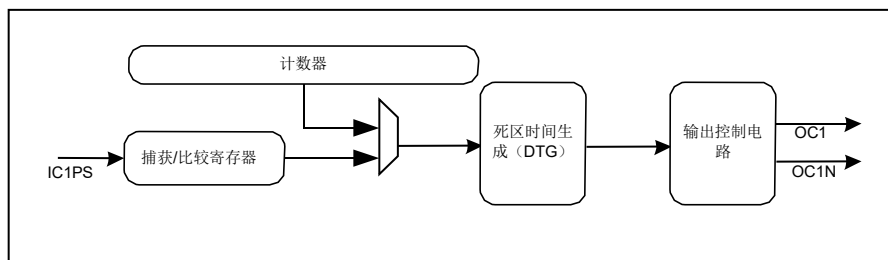 计数器
IC1PS
捕获/比较寄存器
死区时间生
成（DTG）
输出控制电
路
OC1
OC1N